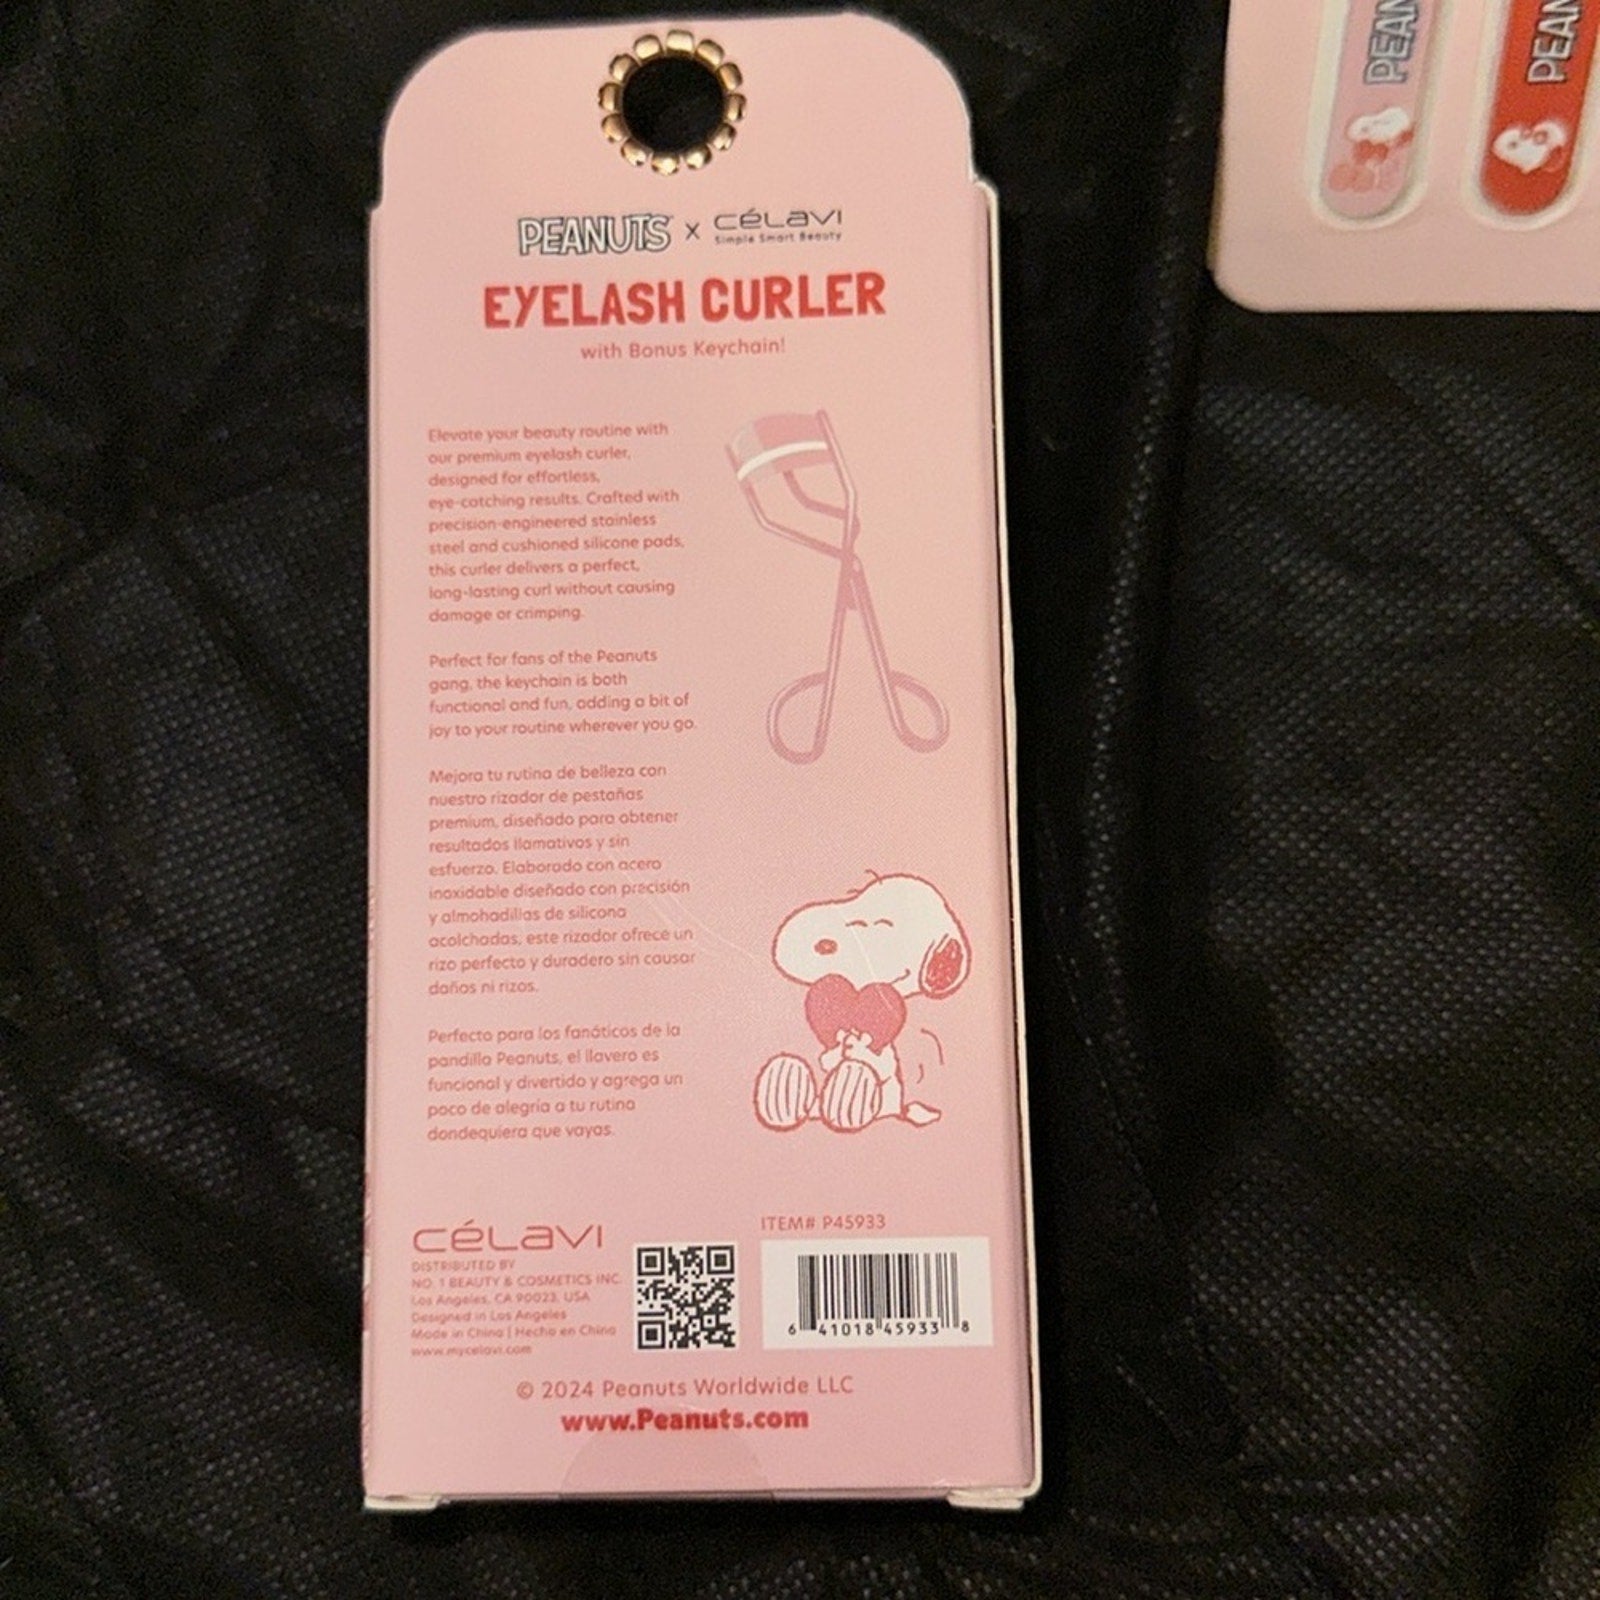 PEANUTS x CéLaVI
Simple Smart Beauty
EYELASH CURLER
with Bonus Keychain!
Elevate your beauty routine with
our premium eyelash curler,
designed for effortless,
eye-catching results. Crafted with
precision-engineered stainless
steel and cushioned silicone pads,
this curler delivers a perfect,
long-lasting curl without causing
damage or crimping.
Perfect for fans of the Peanuts
gang, the keychain is both
functional and fun, adding a bit of
joy to your routine wherever you go.
Mejora tu rutina de belleza con
nuestro rizador de pestañas
premium, diseñado para obtener
resultados llamativos y sin
esfuerzo. Elaborado con acero
inoxidable diseñado con precisión
y almohadillas de silicona
acolchadas, este rizador ofrece un
rizo perfecto y duradero sin causar
daños ni rizos.
Perfecto para los fanáticos de la
pandilla Peanuts, el llavero es
funcional y divertido y agrega un
poco de alegría a tu rutina
dondequiera que vayas.
CéLaVI
DISTRIBUTED BY
NO. 1 BEAUTY & COSMETICS INC.
Los Angeles, CA 90023, USA
Designed in Los Angeles
Made in China | Hecho en China
www.mycelavi.com
ITEM# P45933
6 41018 45933 8
© 2024 Peanuts Worldwide LLC
www.Peanuts.com
PEAN
PEAN